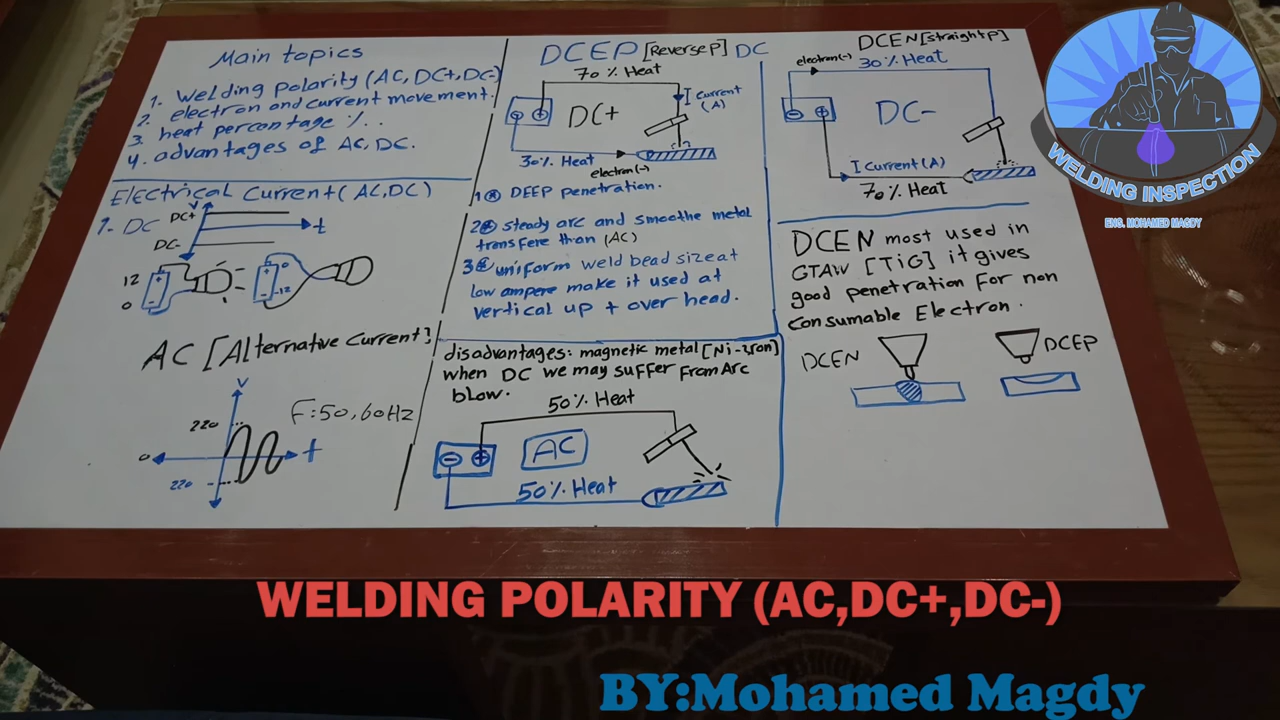 Main topics
1. Welding Polarity (AC, DC+, DC-)
2. electron and current movement.
3. heat percentage %..
4. advantages of AC, DC.
Electrical Current (AC, DC)
1- DC
V
DC+
DC-
t
12
0
0
12
AC [Alternative Current]
V
F:50,60Hz
220
0
t
220
DCEP [Reverse P] DC
70% Heat
I Current
(A)
DC+
30% Heat
electron(-)
1 DEEP penetration.
2 steady arc and smoothe metal
transfere than (AC)
3 uniform weld bead size at
low ampere make it used at
vertical up + over head.
disadvantages: magnetic metal [Ni-iron]
when DC we may suffer From Arc
blow.
50% Heat
AC
50% Heat
DCEN [straight P]
electron(-)
30% Heat
DC-
I Current (A)
70% Heat
DCEN most used in
GTAW [TiG] it gives
good penetration For non
Consumable Electron.
DCEN
DCEP
WELDING INSPECTION
ENG. MOHAMED MAGDY
WELDING POLARITY (AC,DC+,DC-)
BY:Mohamed Magdy